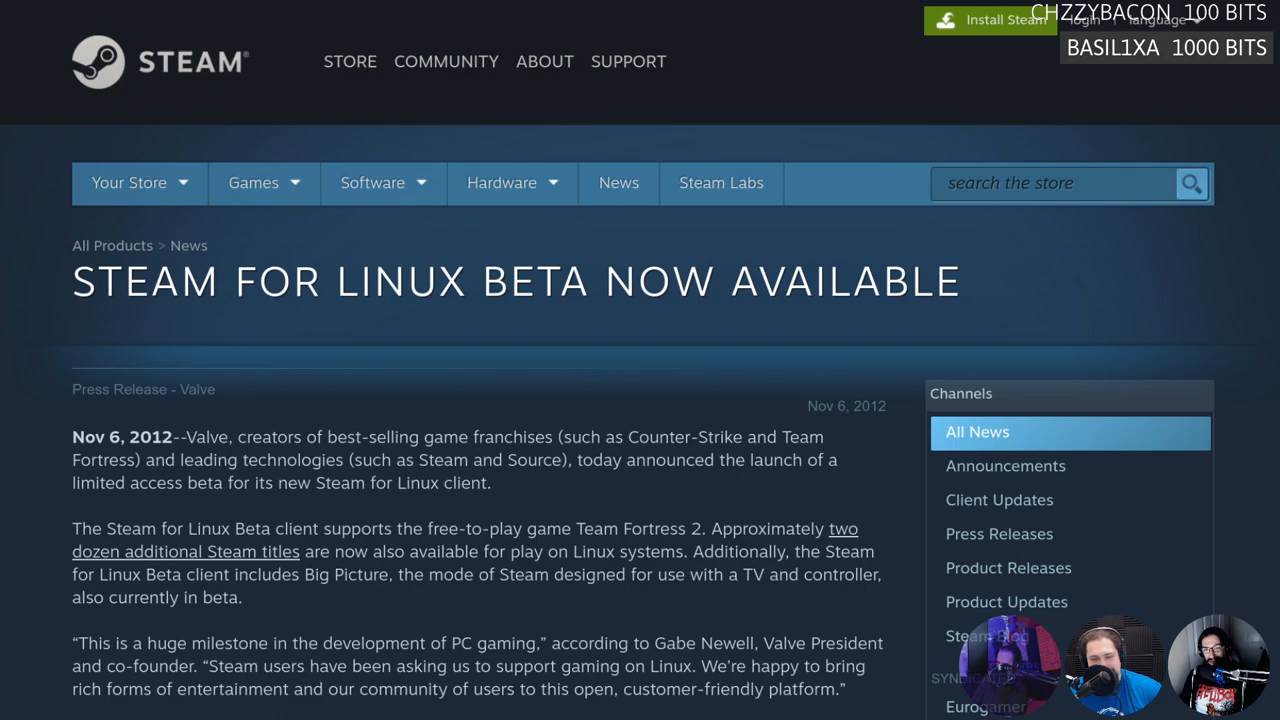 CHZZYBACON 100 BITS
Install Steam login | language
BASIL1XA 1000 BITS
STEAM®
STORE COMMUNITY ABOUT SUPPORT
Your Store Games Software Hardware News Steam Labs search the store
All Products > News
STEAM FOR LINUX BETA NOW AVAILABLE
Press Release - Valve
Nov 6, 2012
Nov 6, 2012--Valve, creators of best-selling game franchises (such as Counter-Strike and Team
Fortress) and leading technologies (such as Steam and Source), today announced the launch of a
limited access beta for its new Steam for Linux client.
The Steam for Linux Beta client supports the free-to-play game Team Fortress 2. Approximately two
dozen additional Steam titles are now also available for play on Linux systems. Additionally, the Steam
for Linux Beta client includes Big Picture, the mode of Steam designed for use with a TV and controller,
also currently in beta.
“This is a huge milestone in the development of PC gaming,” according to Gabe Newell, Valve President
and co-founder. “Steam users have been asking us to support gaming on Linux. We’re happy to bring
rich forms of entertainment and our community of users to this open, customer-friendly platform.”
Channels
All News
Announcements
Client Updates
Press Releases
Product Releases
Product Updates
Steam Blog
SYNDICATED
Eurogamer